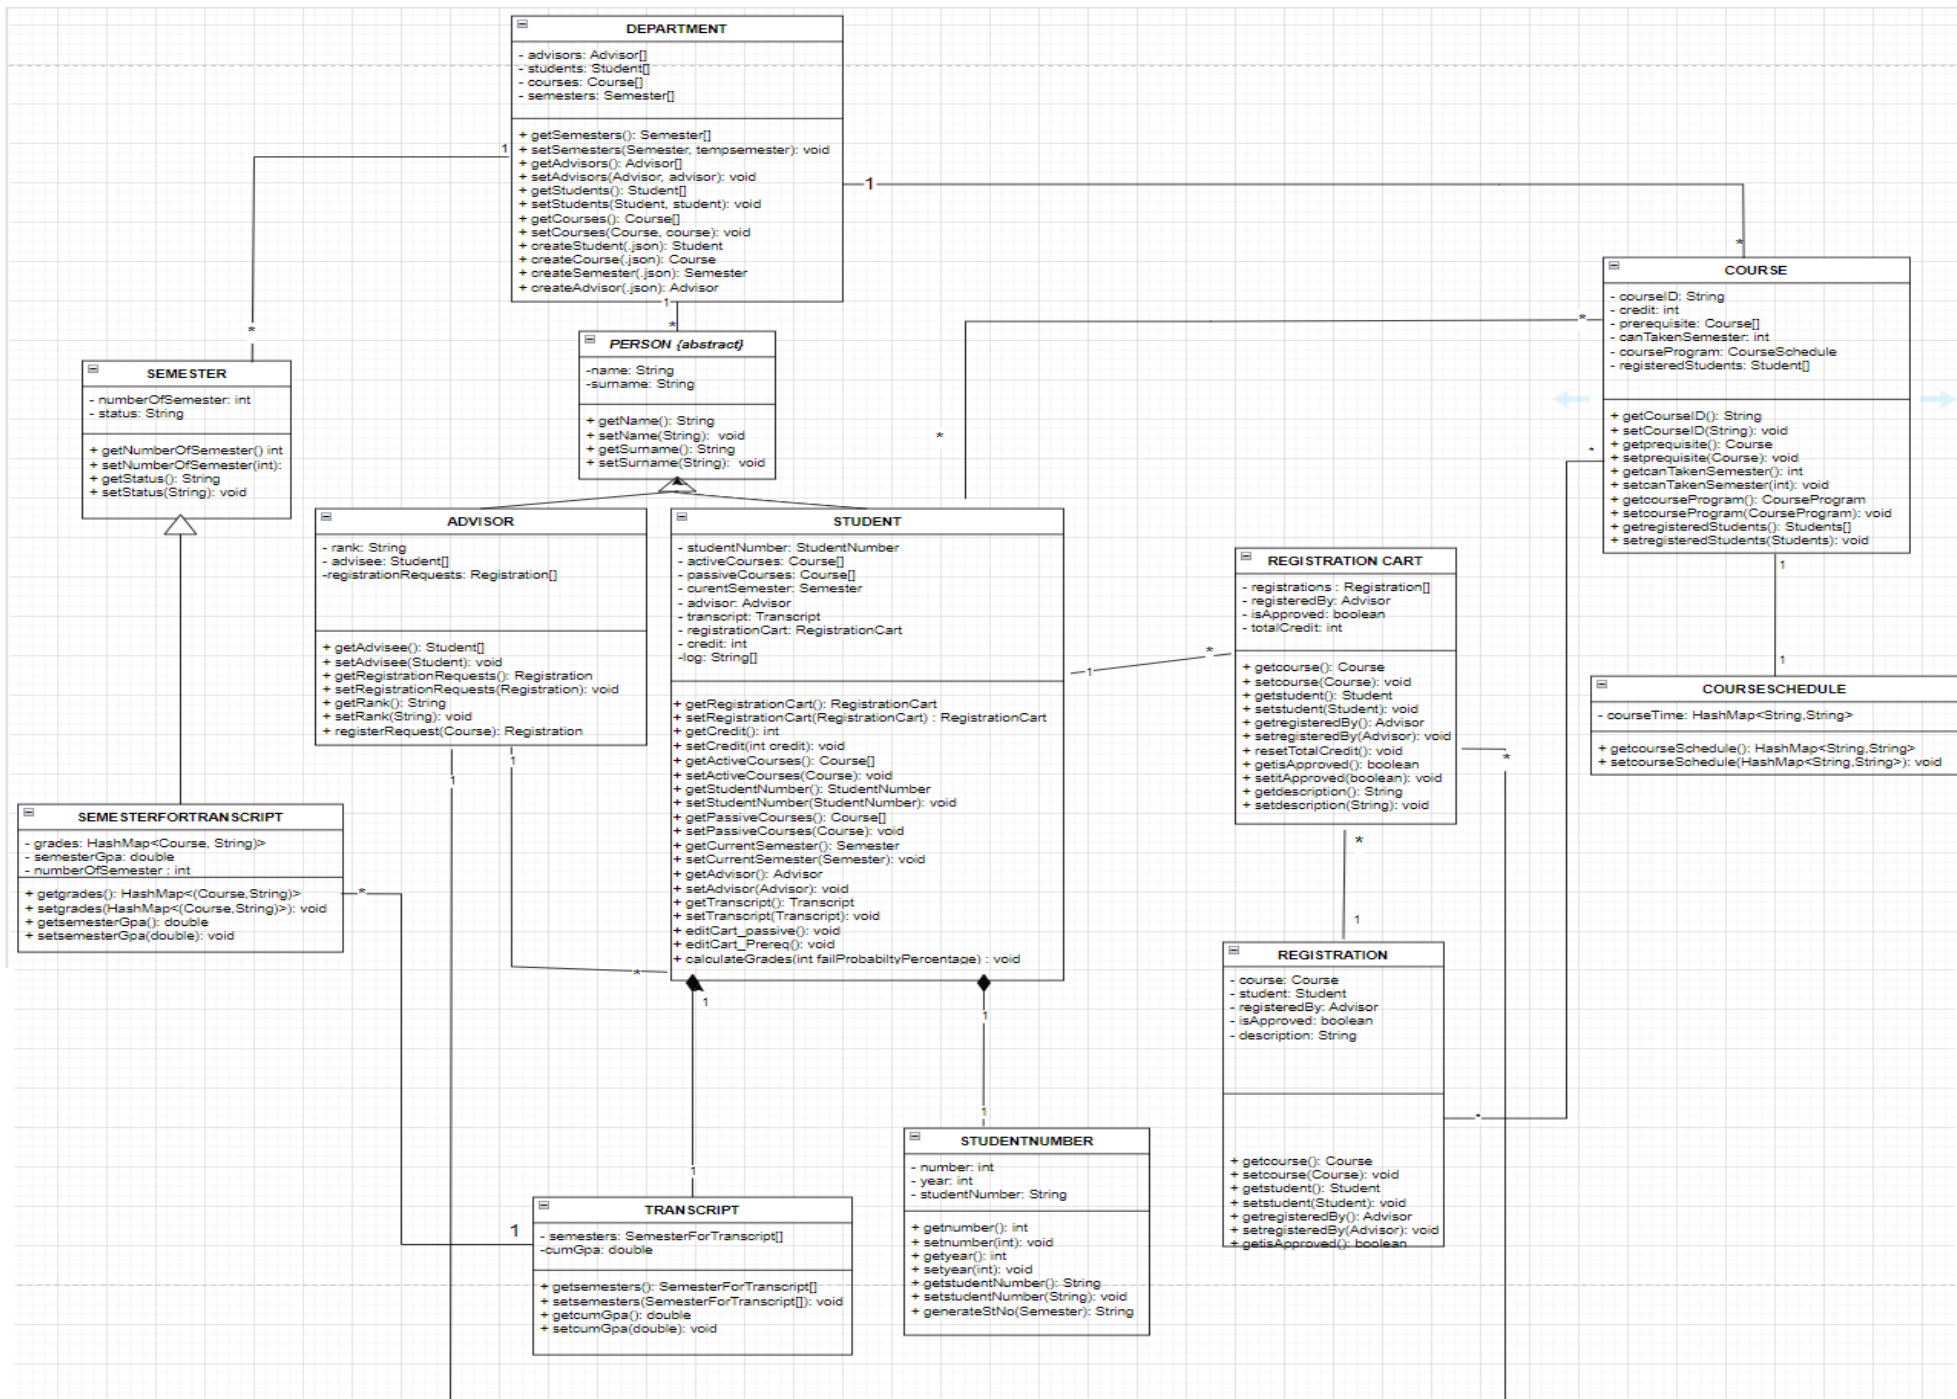 DEPARTMENT
- advisors: Advisor[]
- students: Student[]
- courses: Course[]
- semesters: Semester[]
+ getSemesters(): Semester[]
+ setSemesters(Semester, tempsemester): void
+ getAdvisors(): Advisor[]
+ setAdvisors(Advisor, advisor): void
+ getStudents(): Student[]
+ setStudents(Student, student): void
+ getCourses(): Course[]
+ setCourses(Course, course): void
+ createStudent(.json): Student
+ createCourse(.json): Course
+ createSemester(.json): Semester
+ createAdvisor(.json): Advisor
1
1
*
1
*
*
PERSON {abstract}
-name: String
-surname: String
+ getName(): String
+ setName(String): void
+ getSurname(): String
+ setSurname(String): void
SEMESTER
- numberOfSemester: int
- status: String
+ getNumberOfSemester() int
+ setNumberOfSemester(int):
+ getStatus(): String
+ setStatus(String): void
COURSE
- courseID: String
- credit: int
- prerequisite: Course[]
- canTakenSemester: int
- courseProgram: CourseSchedule
- registeredStudents: Student[]
+ getCourseID(): String
+ setCourseID(String): void
+ getprequisite(): Course
+ setprequisite(Course): void
+ getcanTakenSemester(): int
+ setcanTakenSemester(int): void
+ getcourseProgram(): CourseProgram
+ setcourseProgram(CourseProgram): void
+ getregisteredStudents(): Students[]
+ setregisteredStudents(Students): void
*
*
*
1
1
ADVISOR
- rank: String
- advisee: Student[]
-registrationRequests: Registration[]
+ getAdvisee(): Student[]
+ setAdvisee(Student): void
+ getRegistrationRequests(): Registration
+ setRegistrationRequests(Registration): void
+ getRank(): String
+ setRank(String): void
+ registerRequest(Course): Registration
1
1
*
STUDENT
- studentNumber: StudentNumber
- activeCourses: Course[]
- passiveCourses: Course[]
- curentSemester: Semester
- advisor: Advisor
- transcript: Transcript
- registrationCart: RegistrationCart
- credit: int
-log: String[]
+ getRegistrationCart(): RegistrationCart
+ setRegistrationCart(RegistrationCart) : RegistrationCart
+ getCredit(): int
+ setCredit(int credit): void
+ getActiveCourses(): Course[]
+ setActiveCourses(Course): void
+ getStudentNumber(): StudentNumber
+ setStudentNumber(StudentNumber): void
+ getPassiveCourses(): Course[]
+ setPassiveCourses(Course): void
+ getCurrentSemester(): Semester
+ setCurrentSemester(Semester): void
+ getAdvisor(): Advisor
+ setAdvisor(Advisor): void
+ getTranscript(): Transcript
+ setTranscript(Transcript): void
+ editCart_passive(): void
+ editCart_Prereq(): void
+ calculateGrades(int failProbabiltyPercentage) : void
1
*
REGISTRATION CART
- registrations : Registration[]
- registeredBy: Advisor
- isApproved: boolean
- totalCredit: int
+ getcourse(): Course
+ setcourse(Course): void
+ getstudent(): Student
+ setstudent(Student): void
+ getregisteredBy(): Advisor
+ setregisteredBy(Advisor): void
+ resetTotalCredit(): void
+ getisApproved(): boolean
+ setitApproved(boolean): void
+ getdescription(): String
+ setdescription(String): void
*
*
1
COURSESCHEDULE
- courseTime: HashMap<String,String>
+ getcourseSchedule(): HashMap<String,String>
+ setcourseSchedule(HashMap<String,String>): void
SEMESTERFORTRANSCRIPT
- grades: HashMap<Course, String)>
- semesterGpa: double
- numberOfSemester : int
+ getgrades(): HashMap<(Course,String)>
+ setgrades(HashMap<(Course,String)>): void
+ getsemesterGpa(): double
+ setsemesterGpa(double): void
*
1
REGISTRATION
- course: Course
- student: Student
- registeredBy: Advisor
- isApproved: boolean
- description: String
+ getcourse(): Course
+ setcourse(Course): void
+ getstudent(): Student
+ setstudent(Student): void
+ getregisteredBy(): Advisor
+ setregisteredBy(Advisor): void
+ getisApproved(): boolean
*
1
1
1
1
TRANSCRIPT
- semesters: SemesterForTranscript[]
-cumGpa: double
+ getsemesters(): SemesterForTranscript[]
+ setsemesters(SemesterForTranscript[]): void
+ getcumGpa(): double
+ setcumGpa(double): void
STUDENTNUMBER
- number: int
- year: int
- studentNumber: String
+ getnumber(): int
+ setnumber(int): void
+ getyear(): int
+ setyear(int): void
+ getstudentNumber(): String
+ setstudentNumber(String): void
+ generateStNo(Semester): String